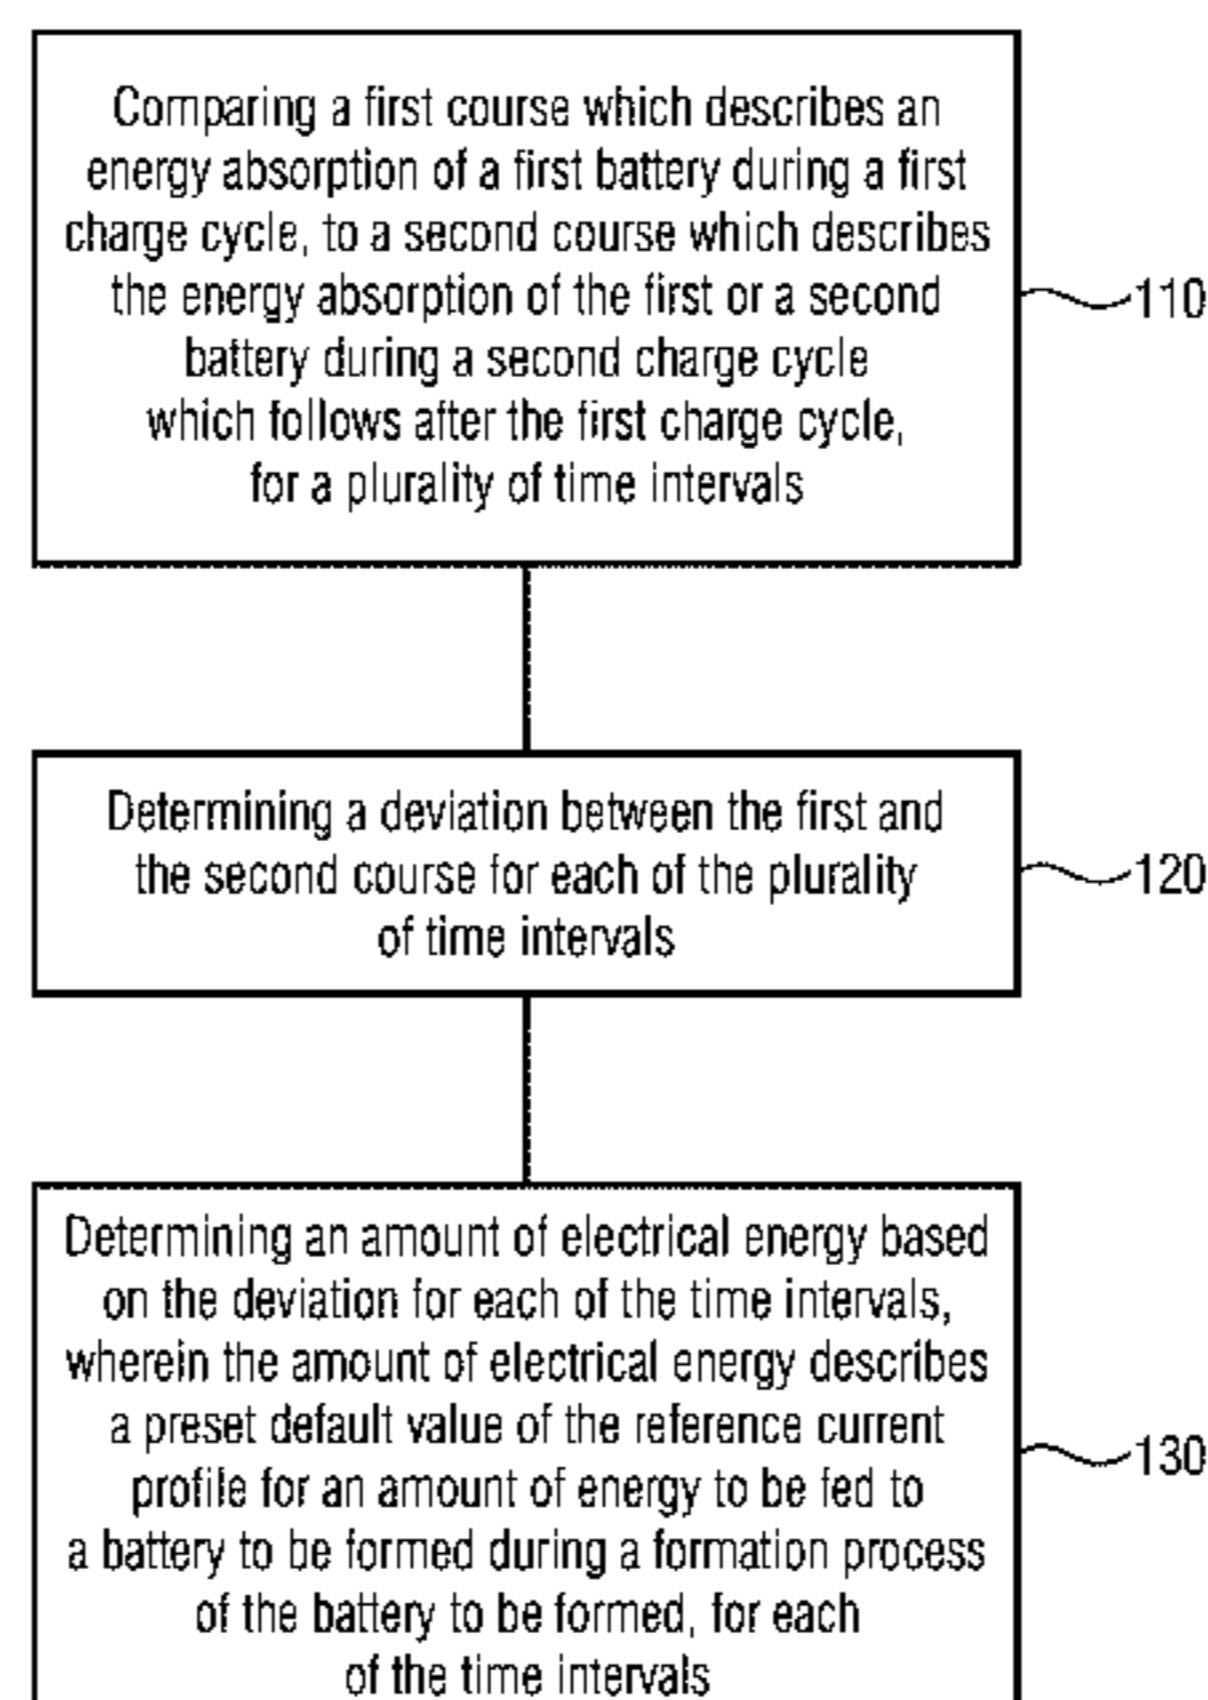 Comparing a first course which describes an
energy absorption of a first battery during a first
charge cycle, to a second course which describes
the energy absorption of the first or a second
battery during a second charge cycle
which follows after the first charge cycle,
for a plurality of time intervals
110
Determining a deviation between the first and
the second course for each of the plurality
of time intervals
120
Determining an amount of electrical energy based
on the deviation for each of the time intervals,
wherein the amount of electrical energy describes
a preset default value of the reference current
profile for an amount of energy to be fed to
a battery to be formed during a formation process
of the battery to be formed, for each
of the time intervals
130